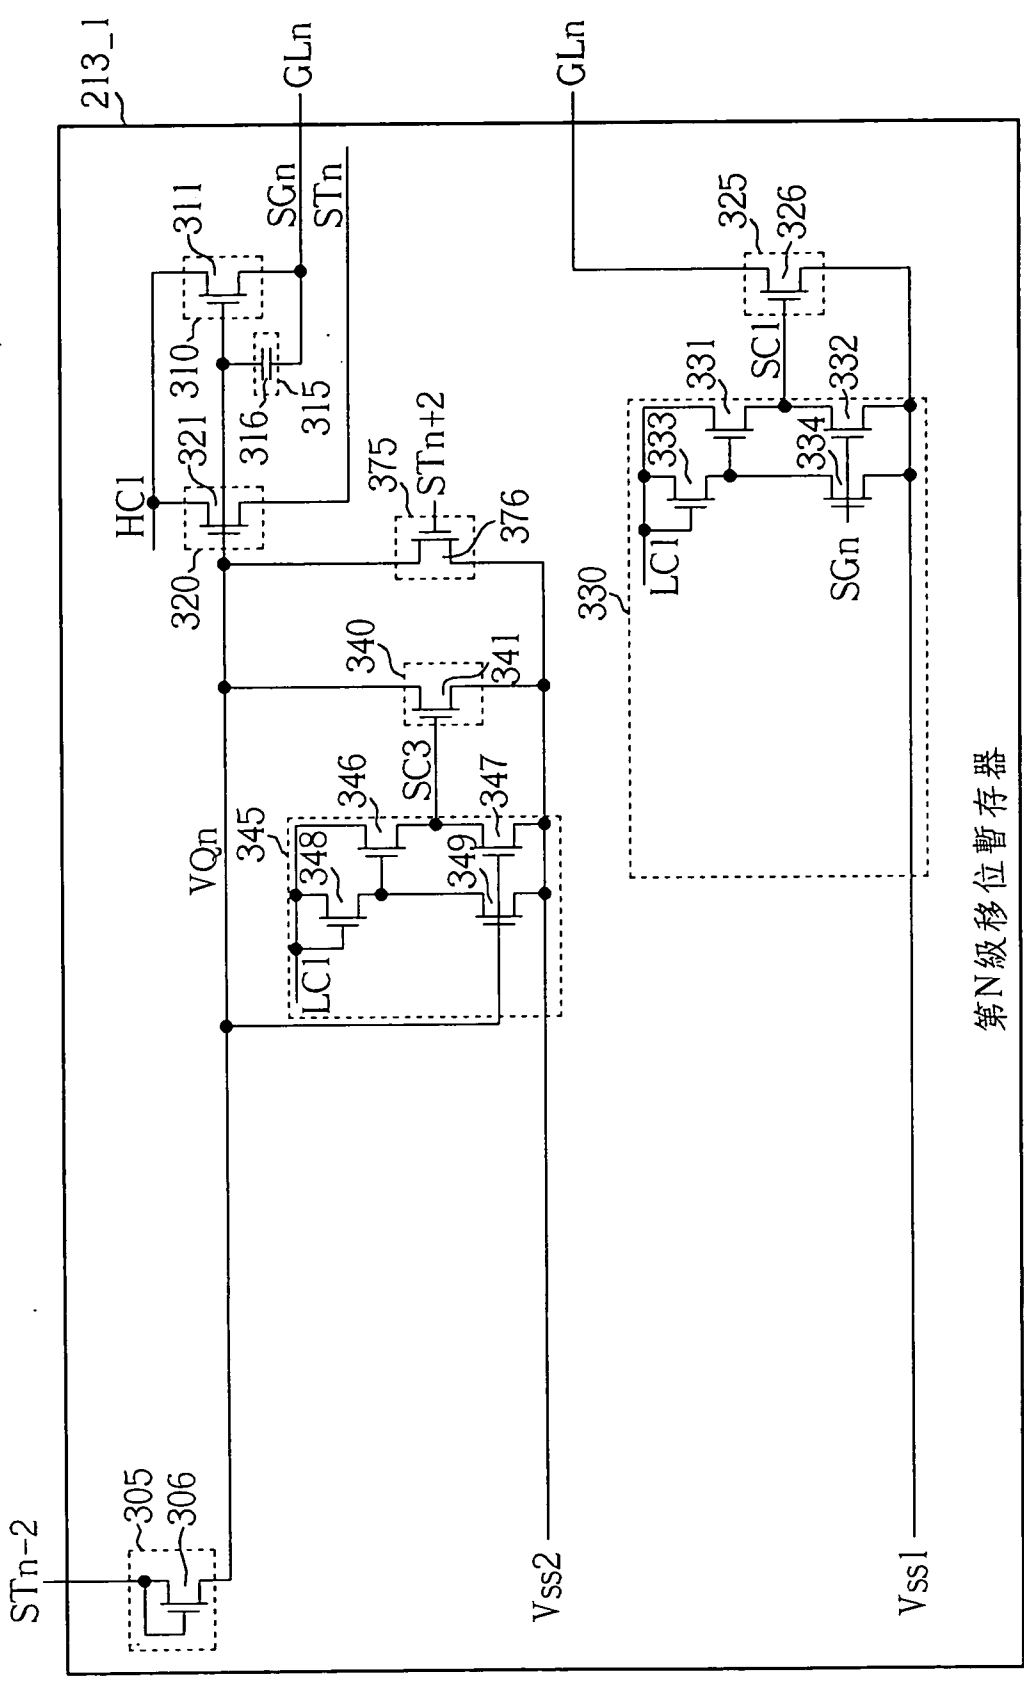 213_1
HC1
320
321
310
311
SGn
STn
GLn
316
315
VQn
345
LC1
348
346
349
347
SC3
340
341
375
STn+2
376
STn-2
305
306
Vss2
330
LC1
333
331
SGn
334
332
SC1
325
326
GLn
Vss1
第N級移位暫存器